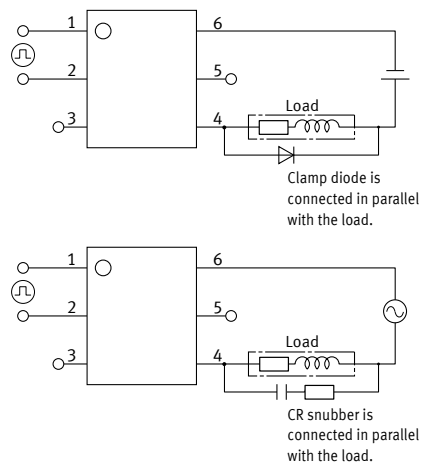 1
6
2
5
3
4
Load
Clamp diode is
connected in parallel
with the load.
1
6
2
5
3
4
Load
CR snubber is
connected in parallel
with the load.